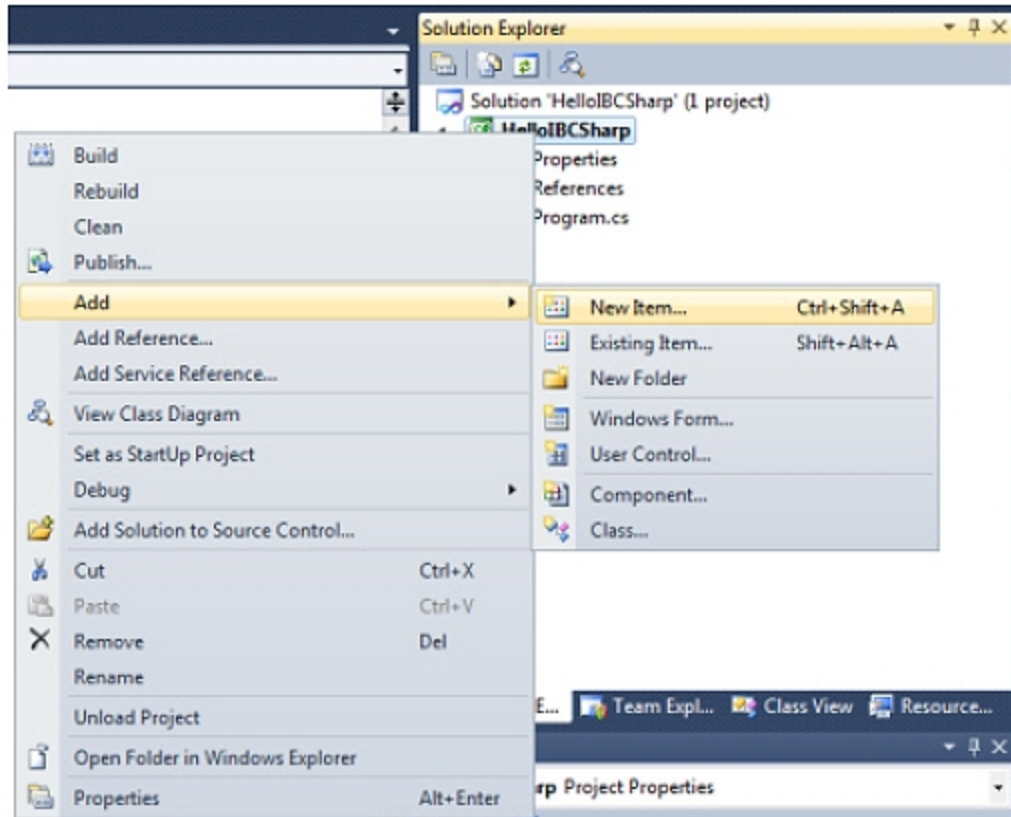 Solution Explorer
Solution 'HelloIBCSharp' (1 project)
HelloIBCSharp
Properties
References
Program.cs
Build
Rebuild
Clean
Publish...
Add
Add Reference...
Add Service Reference...
View Class Diagram
Set as StartUp Project
Debug
Add Solution to Source Control...
Cut Ctrl+X
Paste Ctrl+V
Remove Del
Rename
Unload Project
Open Folder in Windows Explorer
Properties Alt+Enter
New Item... Ctrl+Shift+A
Existing Item... Shift+Alt+A
New Folder
Windows Form...
User Control...
Component...
Class...
E... Team Expl... Class View Resource...
rp Project Properties